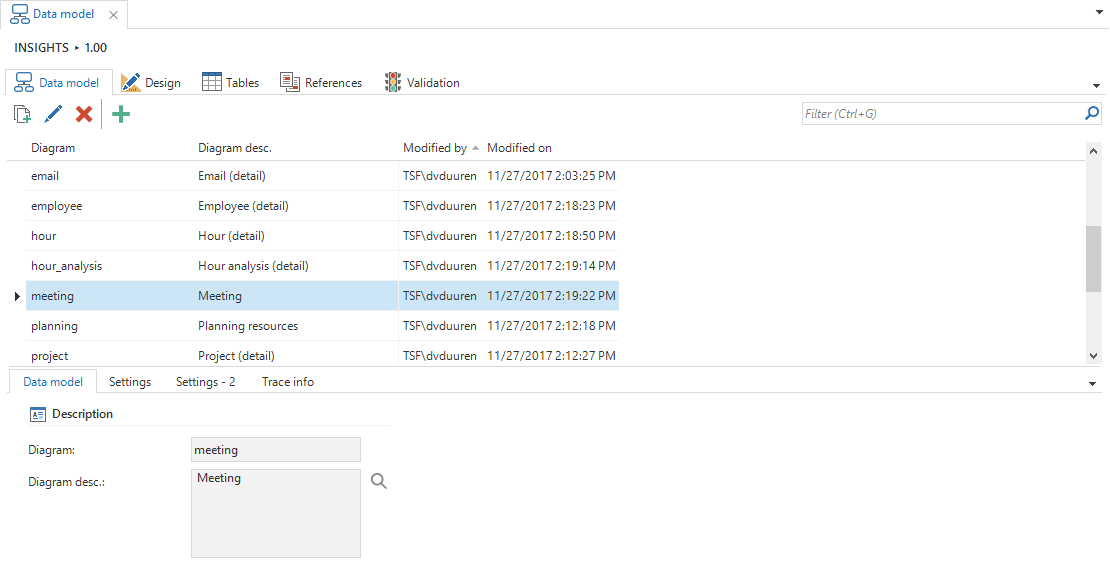 Data model
INSIGHTS ▸ 1.00
Data model Design Tables References Validation
Filter (Ctrl+G)
Diagram Diagram desc. Modified by Modified on
email Email (detail) TSF\dvduuren 11/27/2017 2:03:25 PM
employee Employee (detail) TSF\dvduuren 11/27/2017 2:18:23 PM
hour Hour (detail) TSF\dvduuren 11/27/2017 2:18:50 PM
hour_analysis Hour analysis (detail) TSF\dvduuren 11/27/2017 2:19:14 PM
meeting Meeting TSF\dvduuren 11/27/2017 2:19:22 PM
planning Planning resources TSF\dvduuren 11/27/2017 2:12:18 PM
project Project (detail) TSF\dvduuren 11/27/2017 2:12:27 PM
Data model Settings Settings - 2 Trace info
Description
Diagram: meeting
Diagram desc.: Meeting